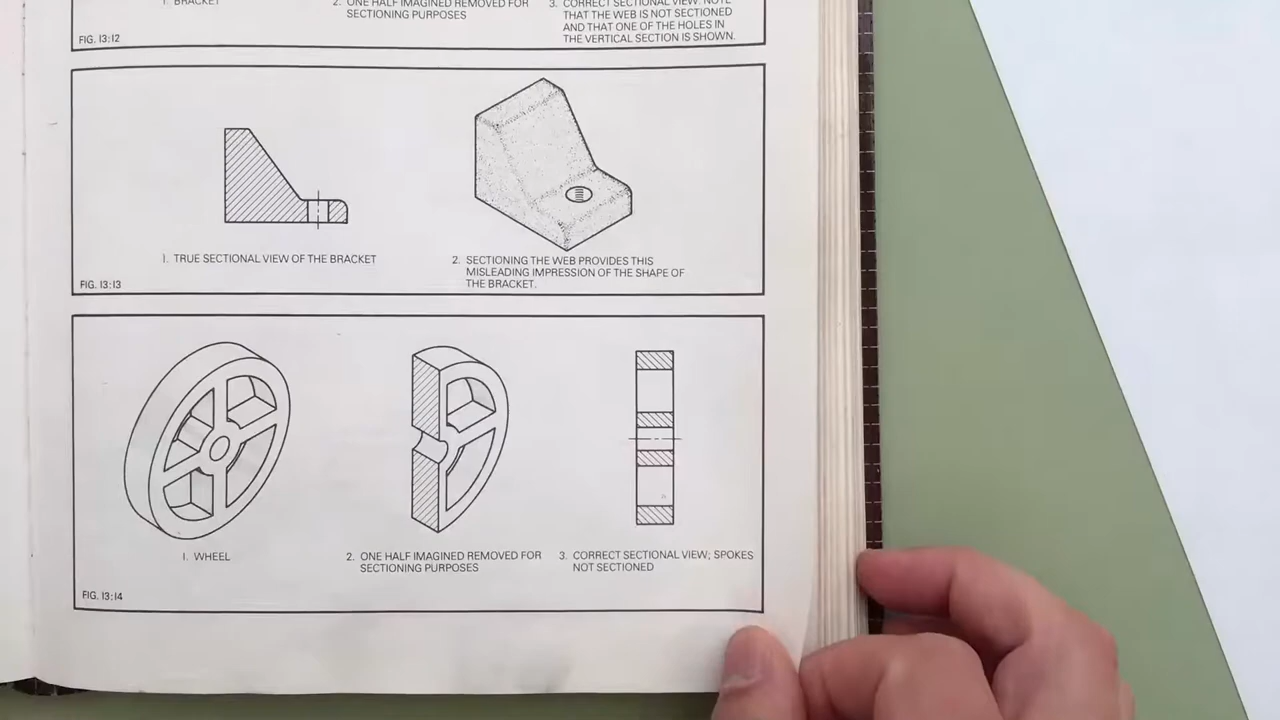 1. BRACKET
2. ONE HALF IMAGINED REMOVED FOR
SECTIONING PURPOSES
3. CORRECT SECTIONAL VIEW. NOTE
THAT THE WEB IS NOT SECTIONED
AND THAT ONE OF THE HOLES IN
THE VERTICAL SECTION IS SHOWN.
FIG. 13:12
1. TRUE SECTIONAL VIEW OF THE BRACKET
2. SECTIONING THE WEB PROVIDES THIS
MISLEADING IMPRESSION OF THE SHAPE OF
THE BRACKET.
FIG. 13:13
1. WHEEL
2. ONE HALF IMAGINED REMOVED FOR
SECTIONING PURPOSES
3. CORRECT SECTIONAL VIEW; SPOKES
NOT SECTIONED
FIG. 13:14